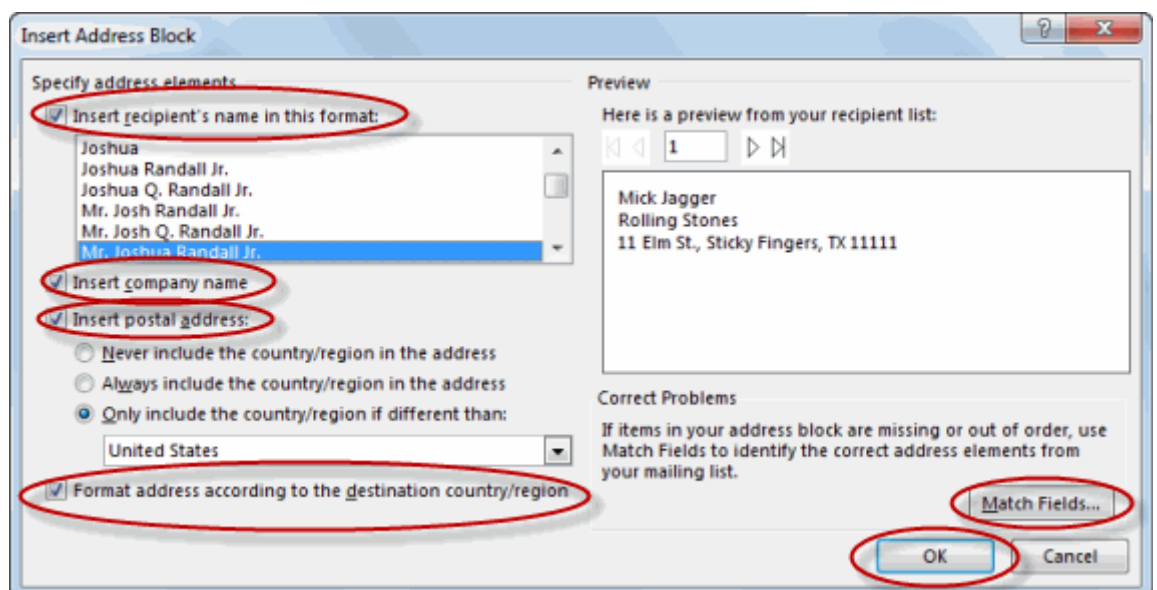 Insert Address Block
Specify address elements
Insert recipient's name in this format:
Joshua
Joshua Randall Jr.
Joshua Q. Randall Jr.
Mr. Josh Randall Jr.
Mr. Josh Q. Randall Jr.
Mr. Joshua Randall Jr.
Insert company name
Insert postal address:
Never include the country/region in the address
Always include the country/region in the address
Only include the country/region if different than:
United States
Format address according to the destination country/region
Preview
Here is a preview from your recipient list:
1
Mick Jagger
Rolling Stones
11 Elm St., Sticky Fingers, TX 11111
Correct Problems
If items in your address block are missing or out of order, use
Match Fields to identify the correct address elements from
your mailing list.
Match Fields...
OK
Cancel